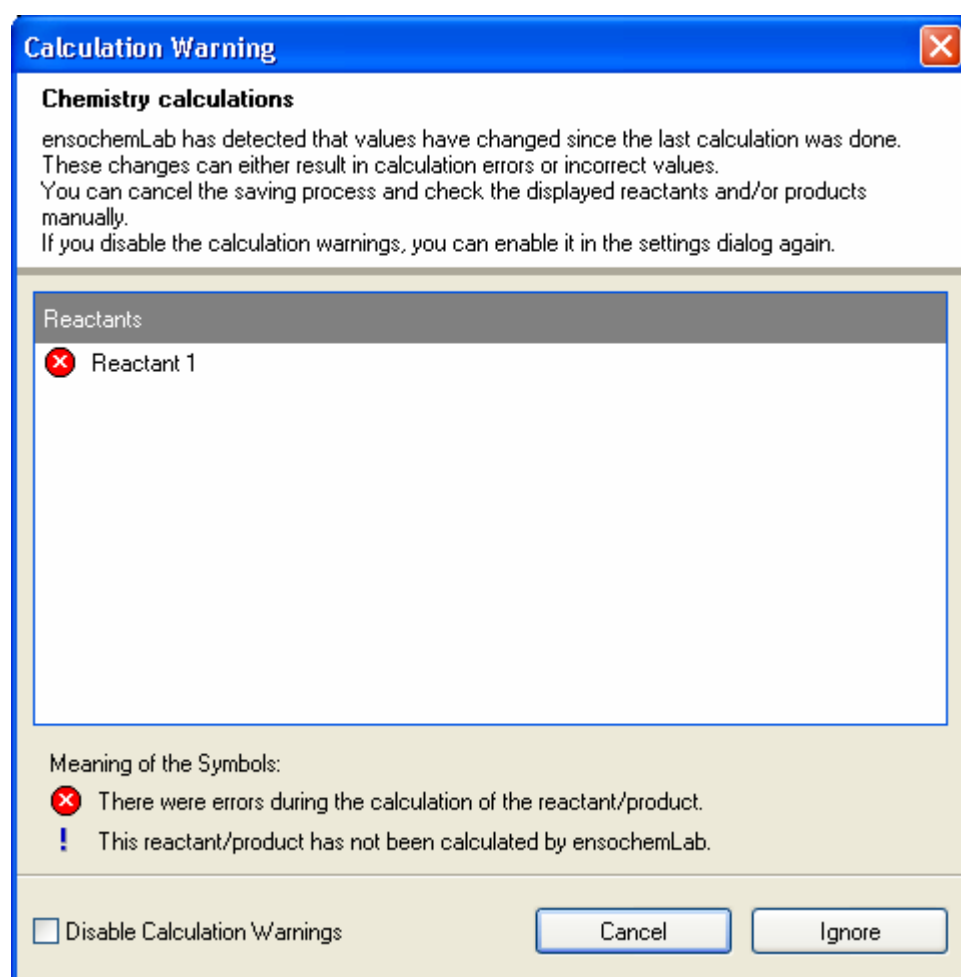 Calculation Warning
Chemistry calculations
ensochemLab has detected that values have changed since the last calculation was done.
These changes can either result in calculation errors or incorrect values.
You can cancel the saving process and check the displayed reactants and/or products
manually.
If you disable the calculation warnings, you can enable it in the settings dialog again.
Reactants
Reactant 1
Meaning of the Symbols:
There were errors during the calculation of the reactant/product.
! This reactant/product has not been calculated by ensochemLab.
Disable Calculation Warnings Cancel Ignore